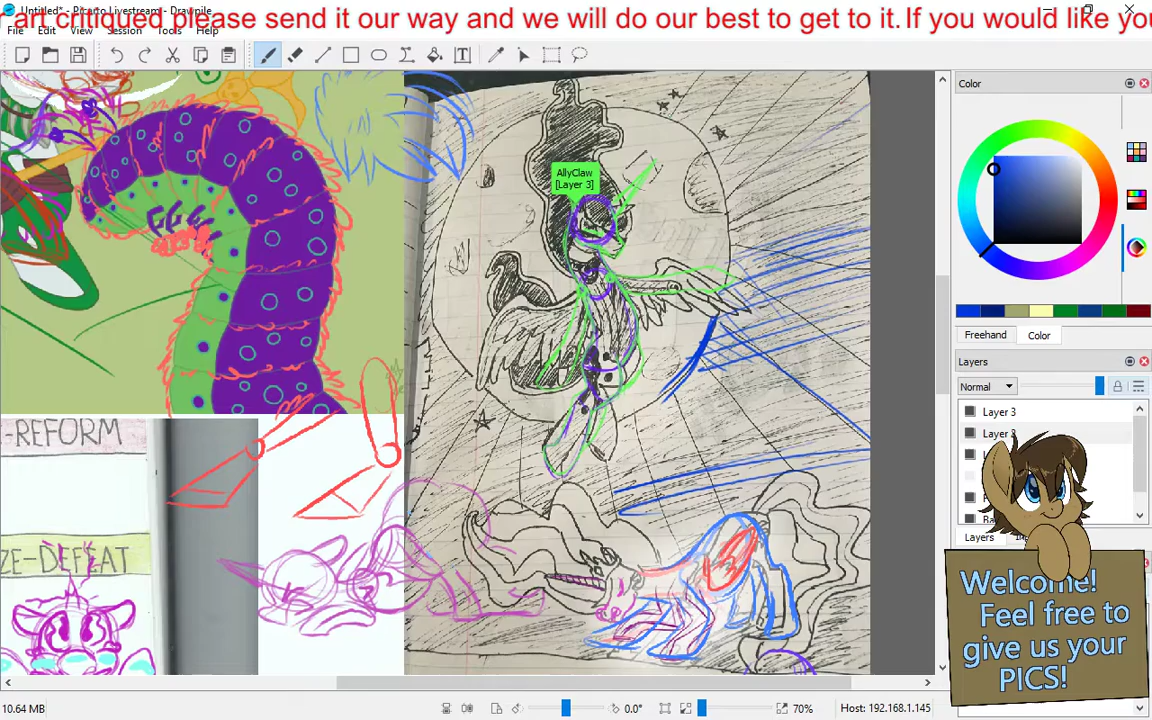 Untitled* - Picarto Livestream - Drawpile
r art critiqued please send it our way and we will do our best to get to it. If you would like you
File Edit View Session Tools Help
Color
AllyClaw
[Layer 3]
Freehand Color
Layers
Normal
Layer 3
Layer 3
-REFORM
ZE-DEFEAT
Layers
Welcome!
Feel free to
give us your
PICS!
10.64 MB
0.0°
70%
Host: 192.168.1.145